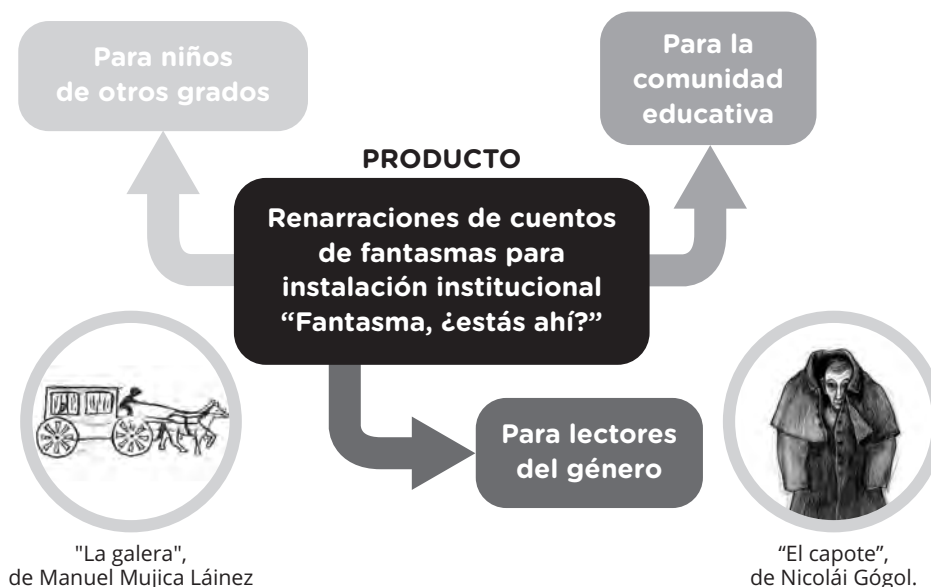 Para niños
de otros grados
Para la
comunidad
educativa
PRODUCTO
Renarraciones de cuentos
de fantasmas para
instalación institucional
“Fantasma, ¿estás ahí?”
Para lectores
del género
"La galera",
de Manuel Mujica Láinez
“El capote”,
de Nicolái Gógol.